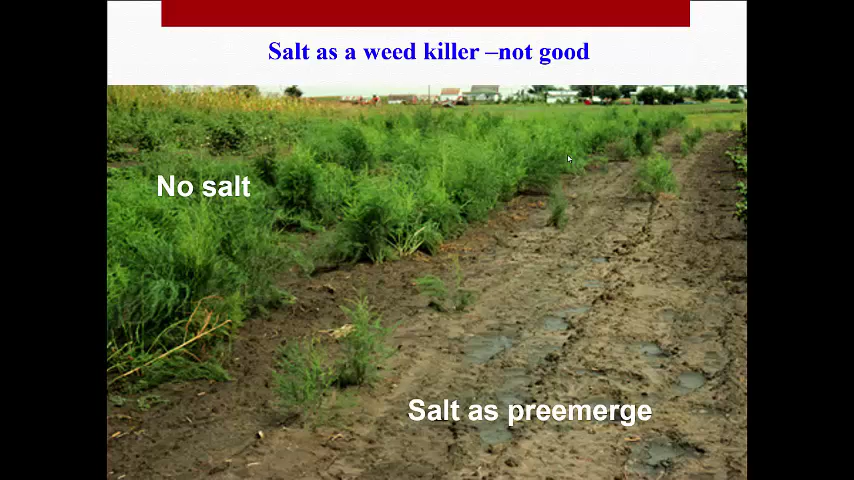 Salt as a weed killer –not good
No salt
Salt as preemerge